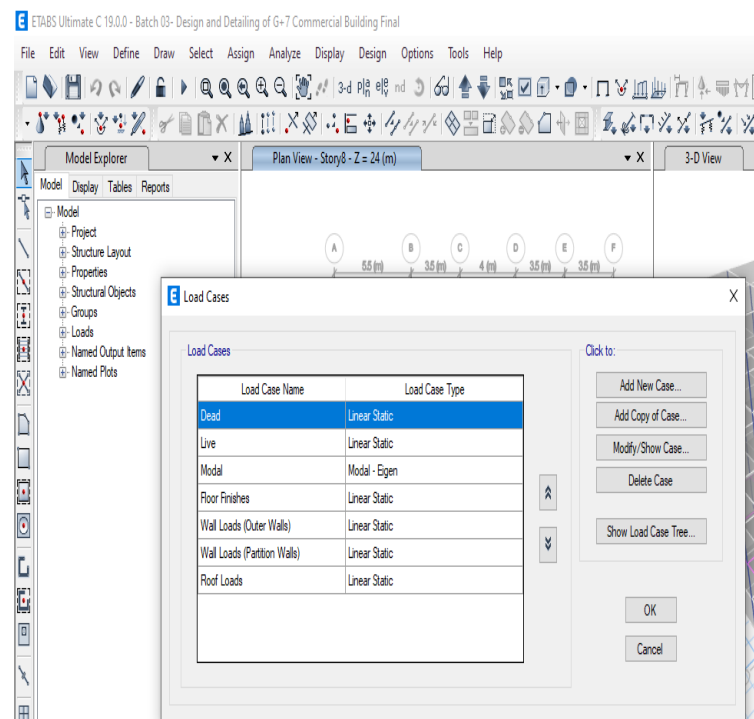 ETABS Ultimate C 19.0.0 - Batch 03- Design and Detailing of G+7 Commercial Building Final
File Edit View Define Draw Select Assign Analyze Display Design Options Tools Help
3-d nd
Model Explorer X Plan View - Story8 - Z = 24 (m) X 3-D View
Model Display Tables Reports
Model
Project
Structure Layout
Properties
Structural Objects
Groups
Loads
Named Output Items
Named Plots
A B C D E F
5.5 (m) 3.5 (m) 4 (m) 3.5 (m) 3.5 (m)
E Load Cases X
Load Cases
Load Case Name Load Case Type
Dead Linear Static
Live Linear Static
Modal Modal - Eigen
Floor Finishes Linear Static
Wall Loads (Outer Walls) Linear Static
Wall Loads (Partition Walls) Linear Static
Roof Loads Linear Static
Click to:
Add New Case...
Add Copy of Case...
Modify/Show Case...
Delete Case
Show Load Case Tree...
OK
Cancel